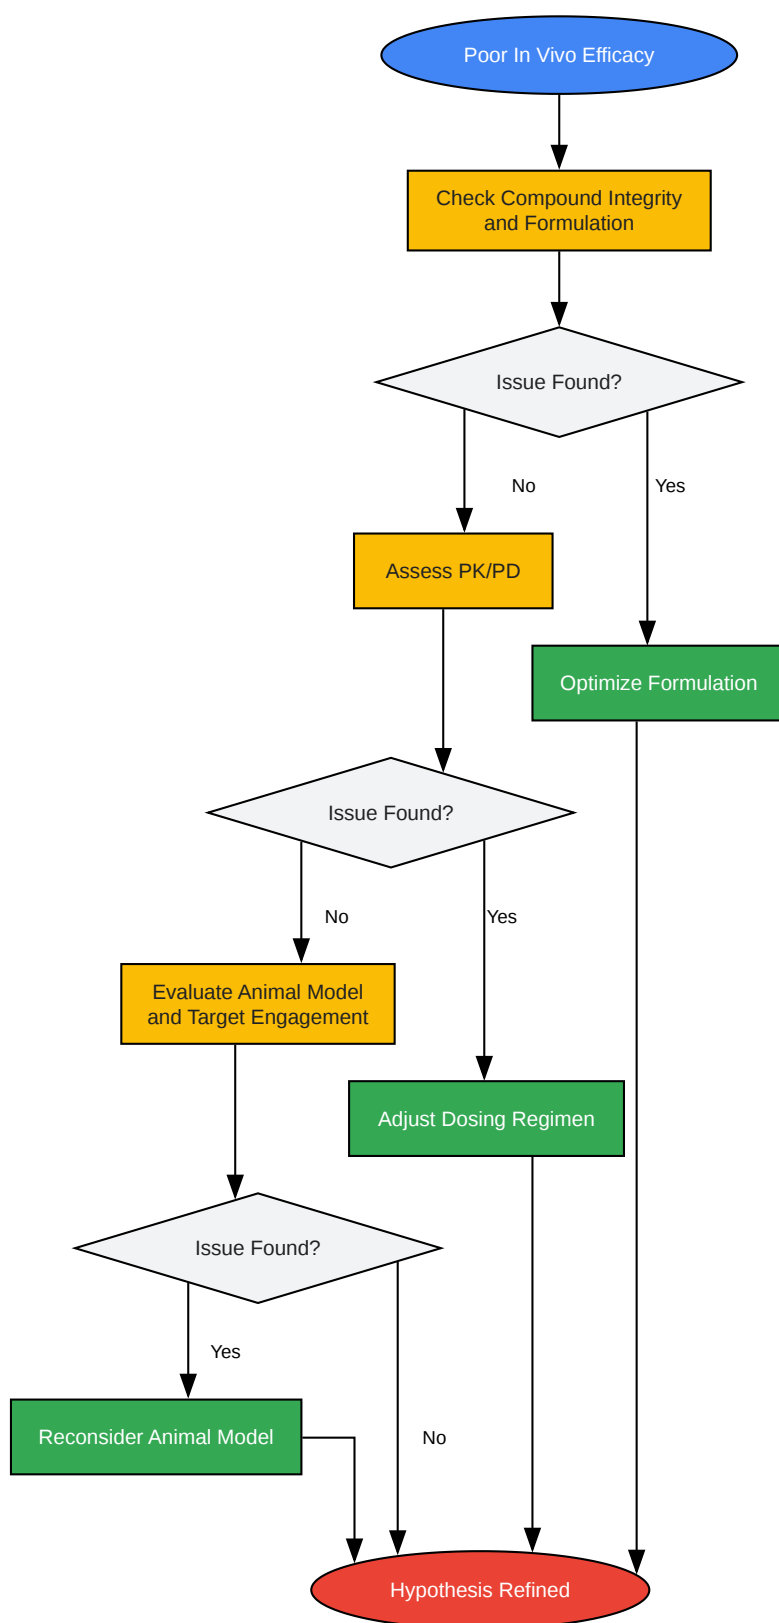 Poor In Vivo Efficacy
Check Compound Integrity
and Formulation
Issue Found?
No
Yes
Assess PK/PD
Optimize Formulation
Issue Found?
No
Yes
Evaluate Animal Model
and Target Engagement
Adjust Dosing Regimen
Issue Found?
Yes
Reconsider Animal Model
No
Hypothesis Refined